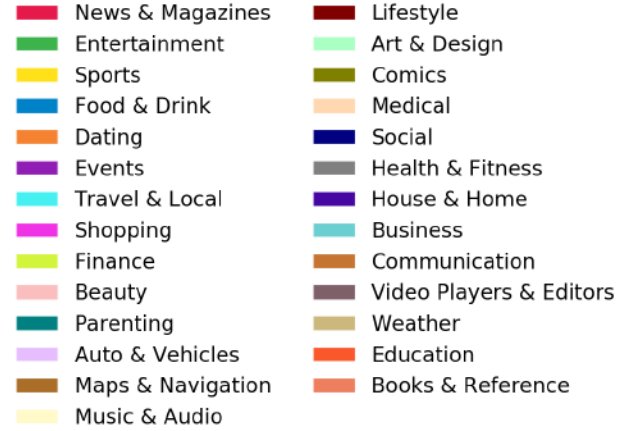 News & Magazines
Entertainment
Sports
Food & Drink
Dating
Events
Travel & Local
Shopping
Finance
Beauty
Parenting
Auto & Vehicles
Maps & Navigation
Music & Audio
Lifestyle
Art & Design
Comics
Medical
Social
Health & Fitness
House & Home
Business
Communication
Video Players & Editors
Weather
Education
Books & Reference